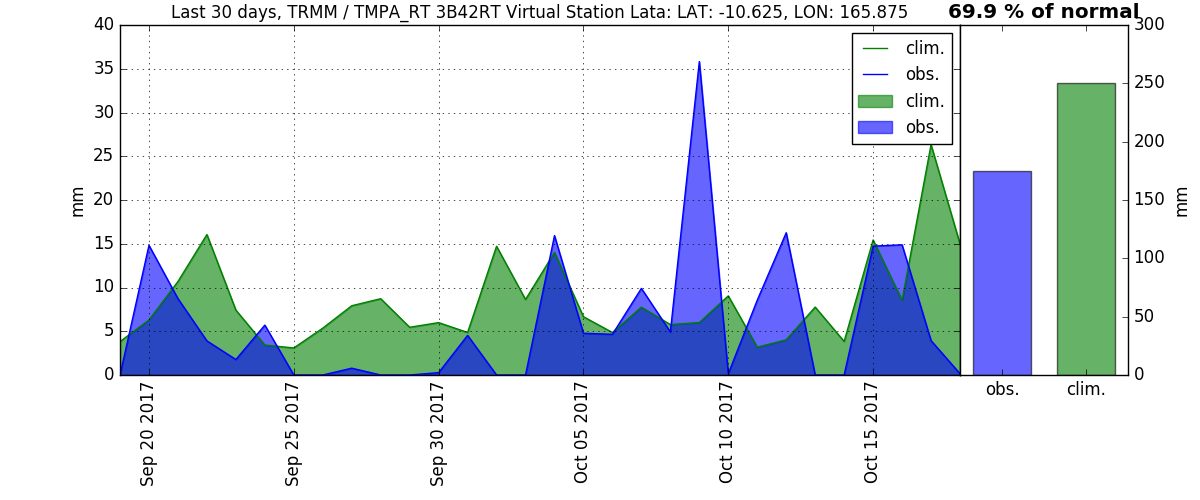 Last 30 days, TRMM / TMPA_RT 3B42RT Virtual Station Lata: LAT: -10.625, LON: 165.875
69.9 % of normal
40
35
30
25
20
15
10
5
0
mm
clim.
obs.
clim.
obs.
Sep 20 2017
Sep 25 2017
Sep 30 2017
Oct 05 2017
Oct 10 2017
Oct 15 2017
300
250
200
150
100
50
0
mm
obs.
clim.